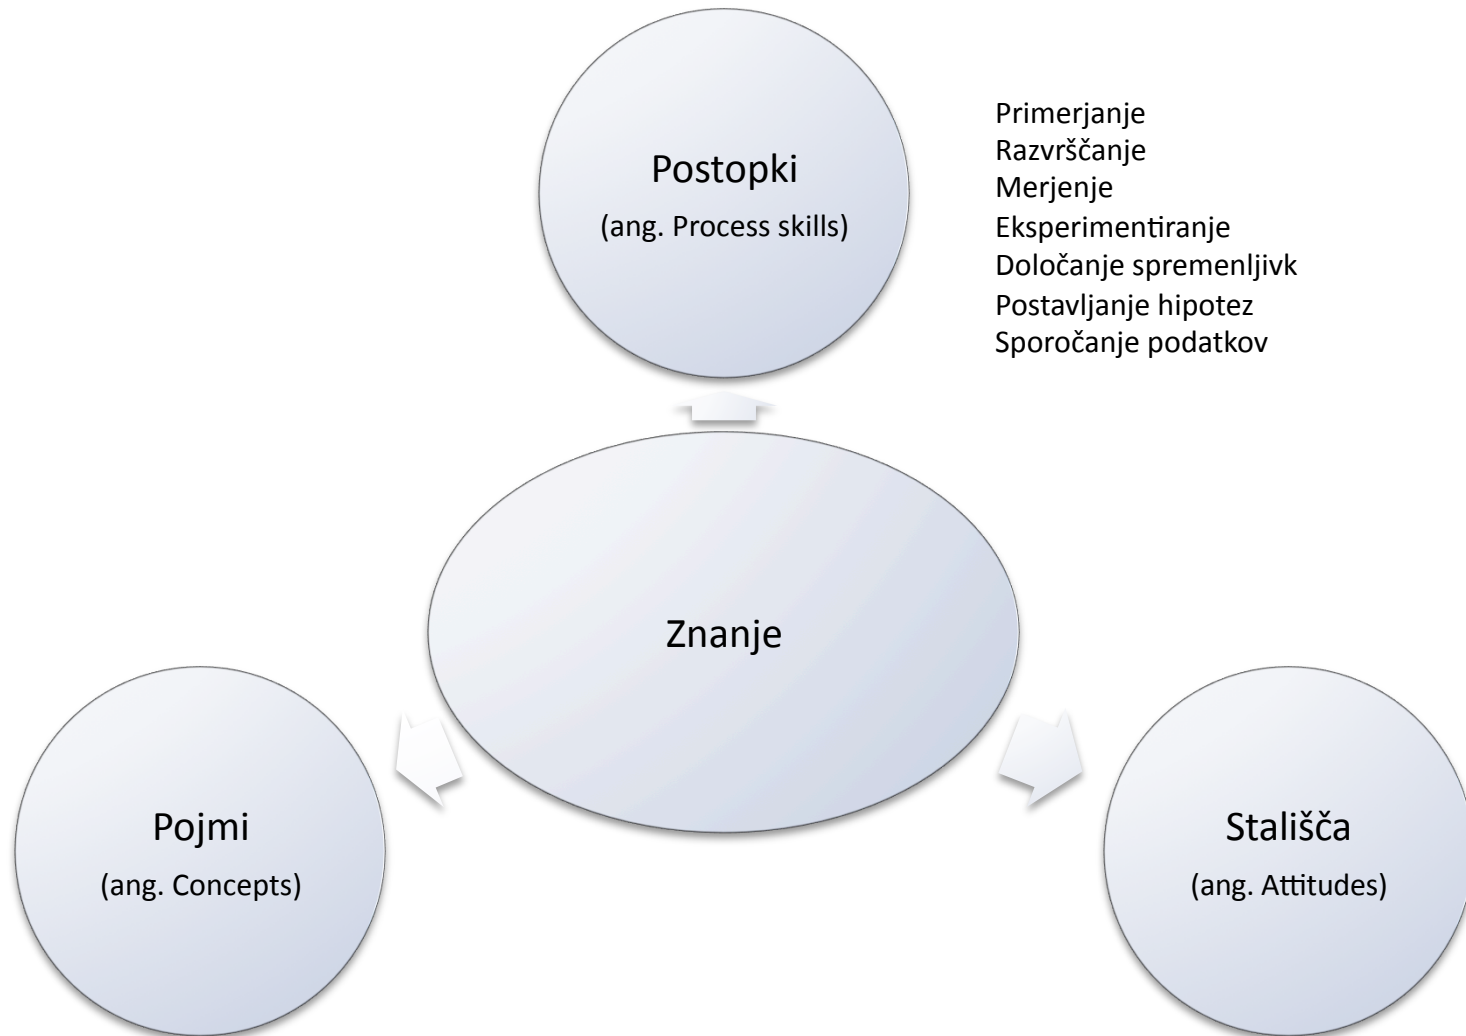 Postopki
(ang. Process skills)
Primerjanje
Razvrščanje
Merjenje
Eksperimentiranje
Določanje spremenljivk
Postavljanje hipotez
Sporočanje podatkov
Znanje
Pojmi
(ang. Concepts)
Stališča
(ang. Attitudes)